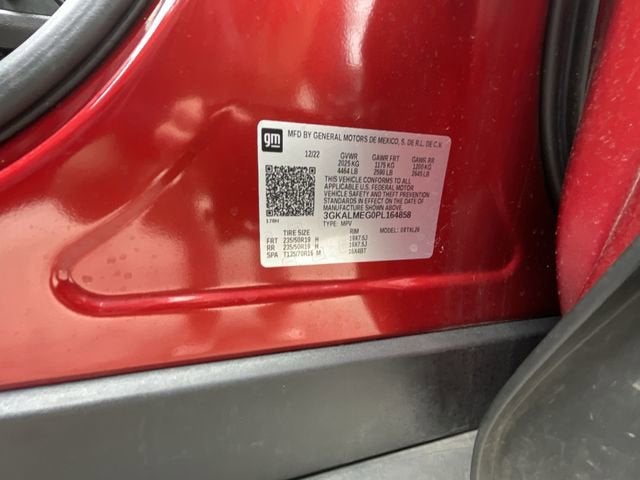 gm
MFD BY GENERAL MOTORS DE MEXICO, S. DE R.L. DE C.V.
12/22 GVWR GAWR FRT GAWR RR
2025 KG 1175 KG 1200 KG
4464 LB 2590 LB 2645 LB
THIS VEHICLE CONFORMS TO ALL
APPLICABLE U.S. FEDERAL MOTOR
VEHICLE SAFETY AND THEFT
PREVENTION STANDARDS IN
EFFECT ON THE DATE OF
MANUFACTURE SHOWN ABOVE.
3GKALMEG0PL164858
TYPE: MPV MODEL:
TIRE SIZE RIM
FRT 235/50R19 H 19X7.5J
RR 235/50R19 H 19X7.5J
SPA T135/70R16 M 16X4BT